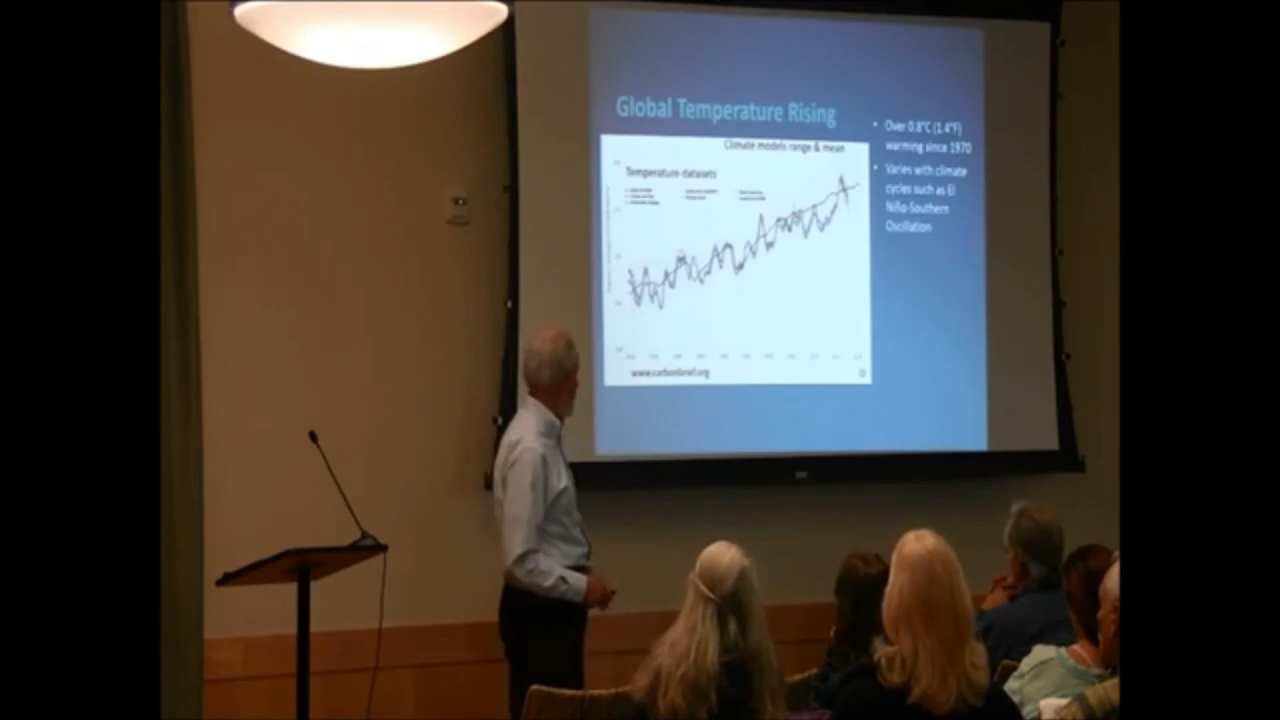 Global Temperature Rising
Climate models range & mean
Temperature datasets
www.carbonbrief.org
• Over 0.8°C (1.4°F)
warming since 1970
• Varies with climate
cycles such as El
Niño-Southern
Oscillation